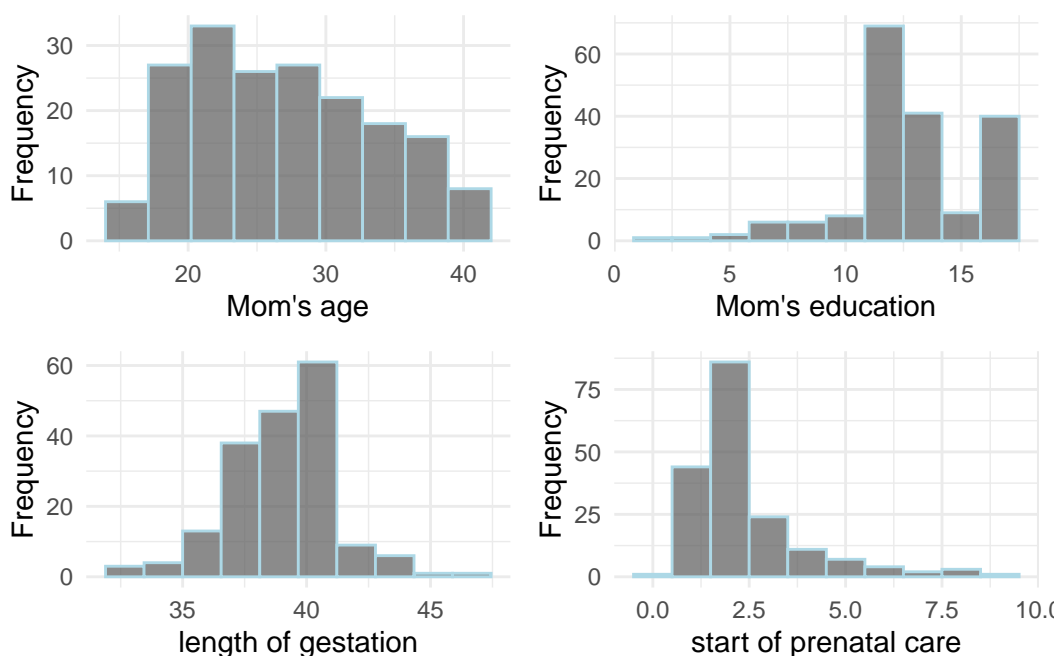 Frequency
30
20
10
0
20 30 40
Mom's age
Frequency
60
40
20
0
0 5 10 15
Mom's education
Frequency
60
40
20
0
35 40 45
length of gestation
Frequency
75
50
25
0
0.0 2.5 5.0 7.5 10.0
start of prenatal care